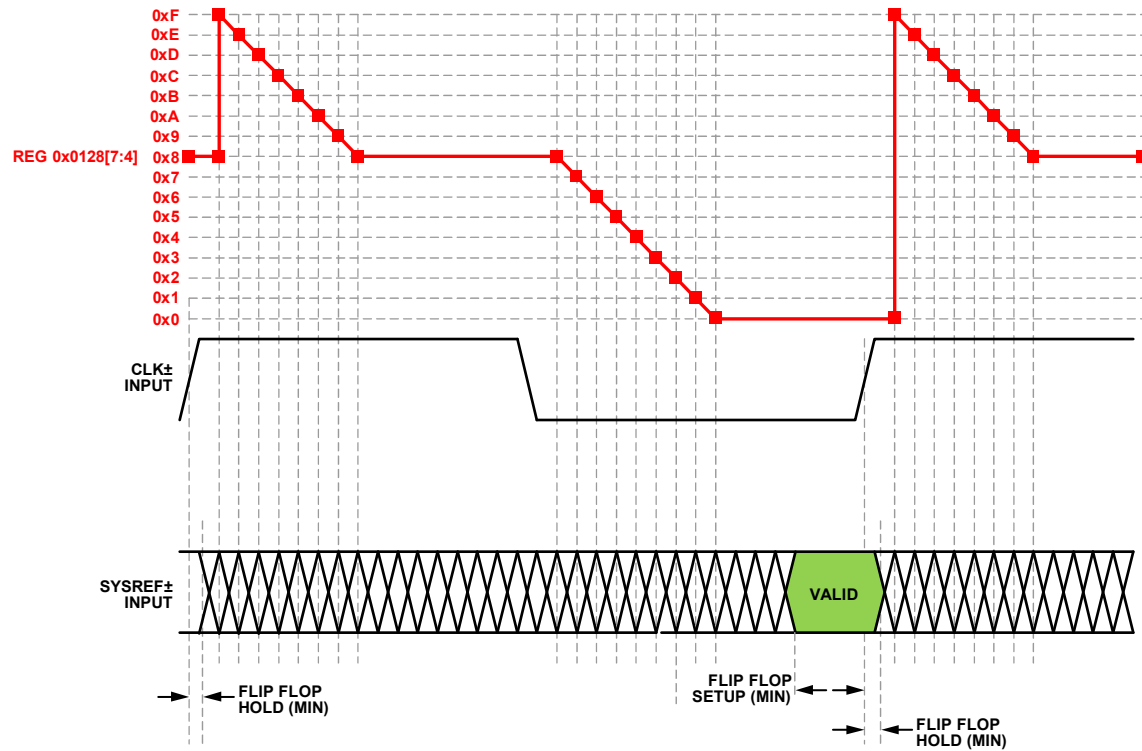 0xF
0xE
0xD
0xC
0xB
0xA
0x9
REG 0x0128[7:4] 0x8
0x7
0x6
0x5
0x4
0x3
0x2
0x1
0x0
CLK±
INPUT
SYSREF±
INPUT
VALID
FLIP FLOP
HOLD (MIN)
FLIP FLOP
SETUP (MIN)
FLIP FLOP
HOLD (MIN)